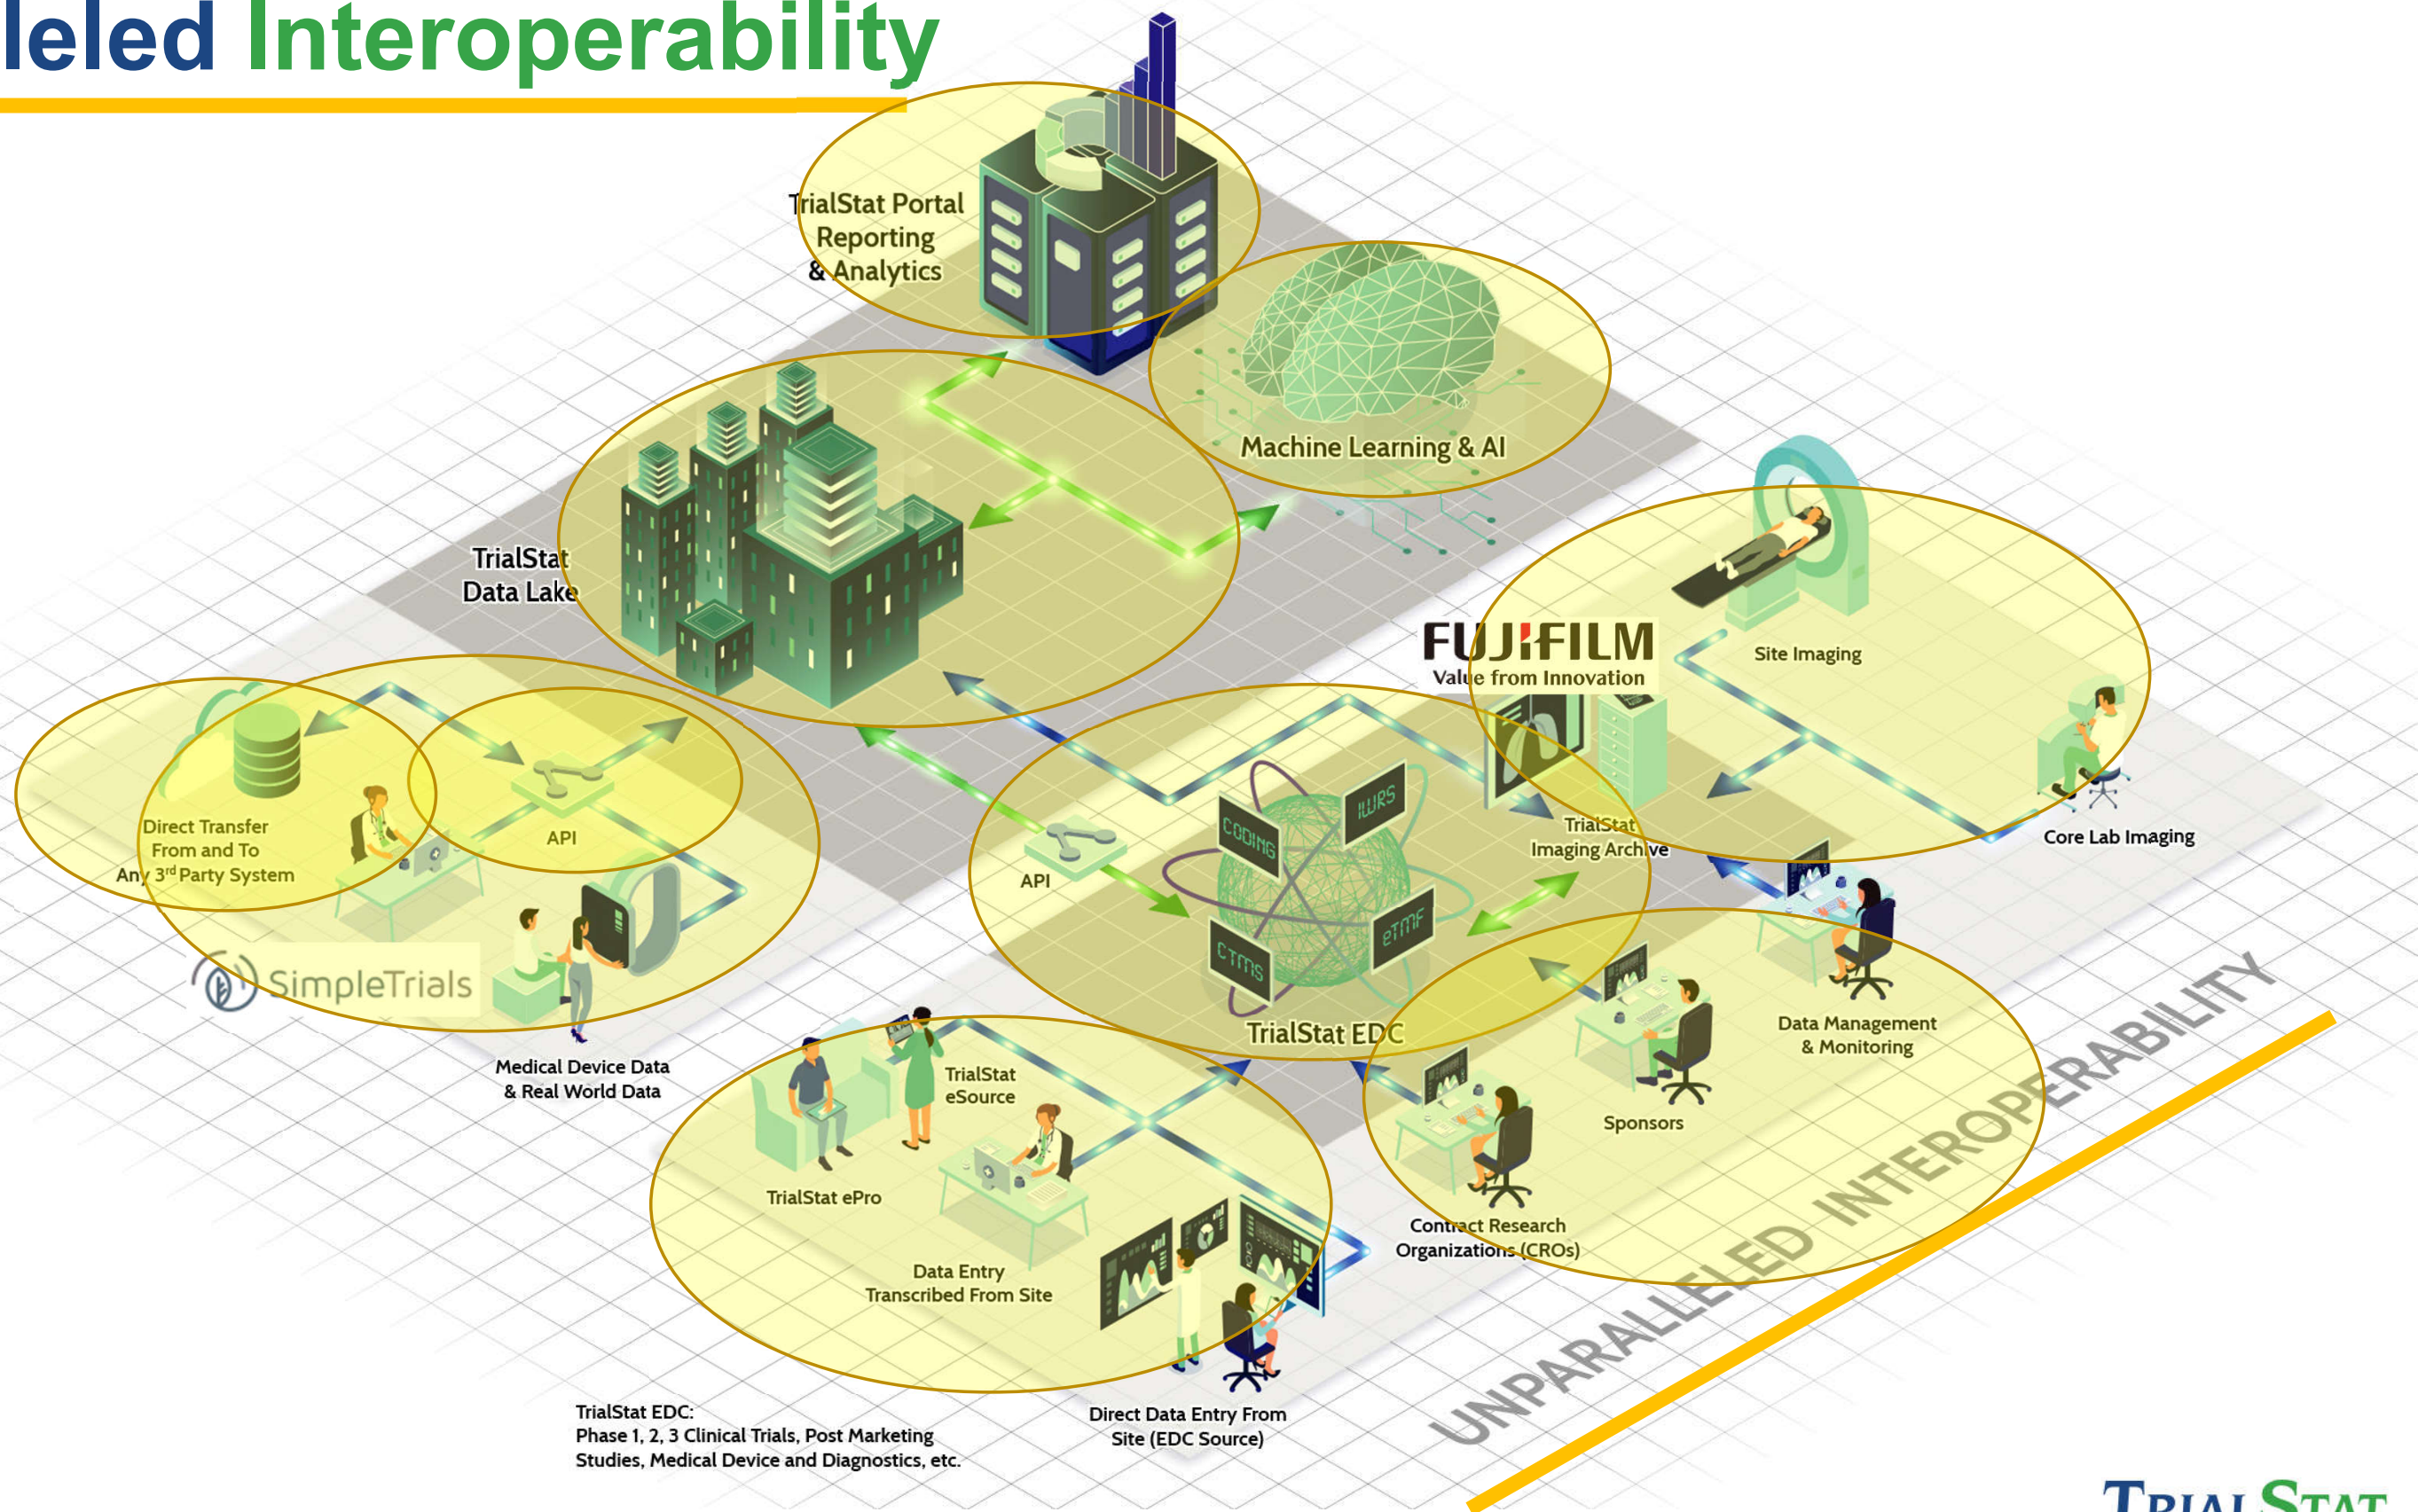 leled Interoperability
TrialStat Portal
Reporting
& Analytics
Machine Learning & AI
TrialStat
Data Lake
FUJIFILM
Value from Innovation
Site Imaging
Core Lab Imaging
TrialStat
Imaging Archive
Direct Transfer
From and To
Any 3rd Party System
API
API
CODING
IWRS
CTMS
eTMF
TrialStat EDC
SimpleTrials
Medical Device Data
& Real World Data
TrialStat
eSource
TrialStat ePro
Data Entry
Transcribed From Site
Data Management
& Monitoring
Sponsors
Contract Research
Organizations (CROs)
UNPARALLELED INTEROPERABILITY
TrialStat EDC:
Phase 1, 2, 3 Clinical Trials, Post Marketing
Studies, Medical Device and Diagnostics, etc.
Direct Data Entry From
Site (EDC Source)
TRIALSTAT